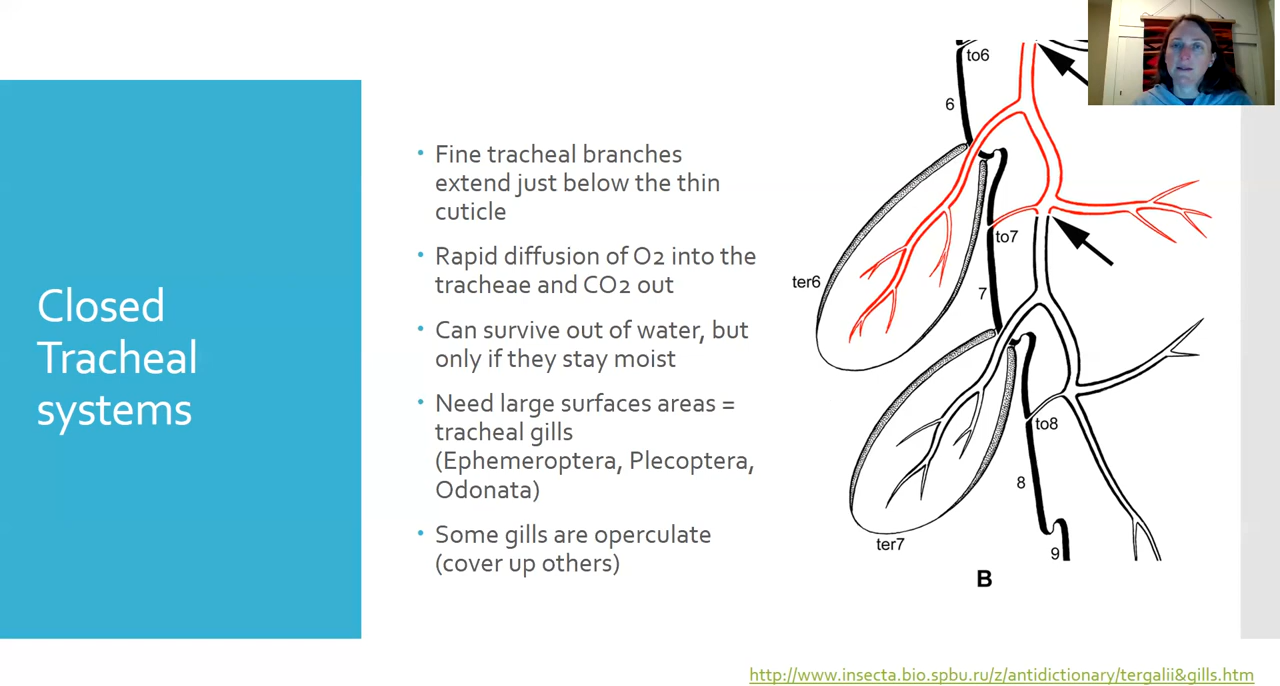 Closed
Tracheal
systems
• Fine tracheal branches
extend just below the thin
cuticle
• Rapid diffusion of O2 into the
tracheae and CO2 out
• Can survive out of water, but
only if they stay moist
• Need large surfaces areas =
tracheal gills
(Ephemeroptera, Plecoptera,
Odonata)
• Some gills are operculate
(cover up others)
to6
6
to7
ter6
7
to8
8
ter7
9
B
http://www.insecta.bio.spbu.ru/z/antidictionary/tergalii&gills.htm